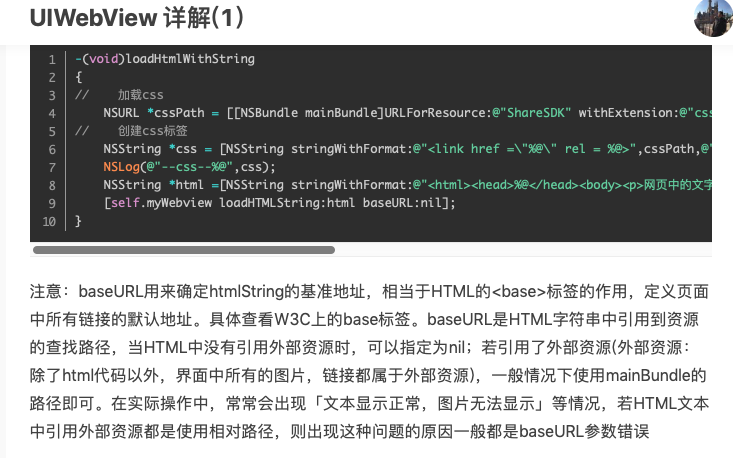 UIWebView 详解(1)
1 -(void)loadHtmlWithString
2 {
3 //    加载css
4     NSURL *cssPath = [[NSBundle mainBundle]URLForResource:@"ShareSDK" withExtension:@"css
5 //    创建css标签
6     NSString *css = [NSString stringWithFormat:@"<link href =\"%@\" rel = %@>",cssPath,@"
7     NSLog(@"--css--%@",css);
8     NSString *html =[NSString stringWithFormat:@"<html><head>%@</head><body><p>网页中的文字
9     [self.myWebview loadHTMLString:html baseURL:nil];
10 }
注意：baseURL用来确定htmlString的基准地址，相当于HTML的<base>标签的作用，定义页面
中所有链接的默认地址。具体查看W3C上的base标签。baseURL是HTML字符串中引用到资源
的查找路径，当HTML中没有引用外部资源时，可以指定为nil；若引用了外部资源(外部资源：
除了html代码以外，界面中所有的图片，链接都属于外部资源)，一般情况下使用mainBundle的
路径即可。在实际操作中，常常会出现「文本显示正常，图片无法显示」等情况，若HTML文本
中引用外部资源都是使用相对路径，则出现这种问题的原因一般都是baseURL参数错误